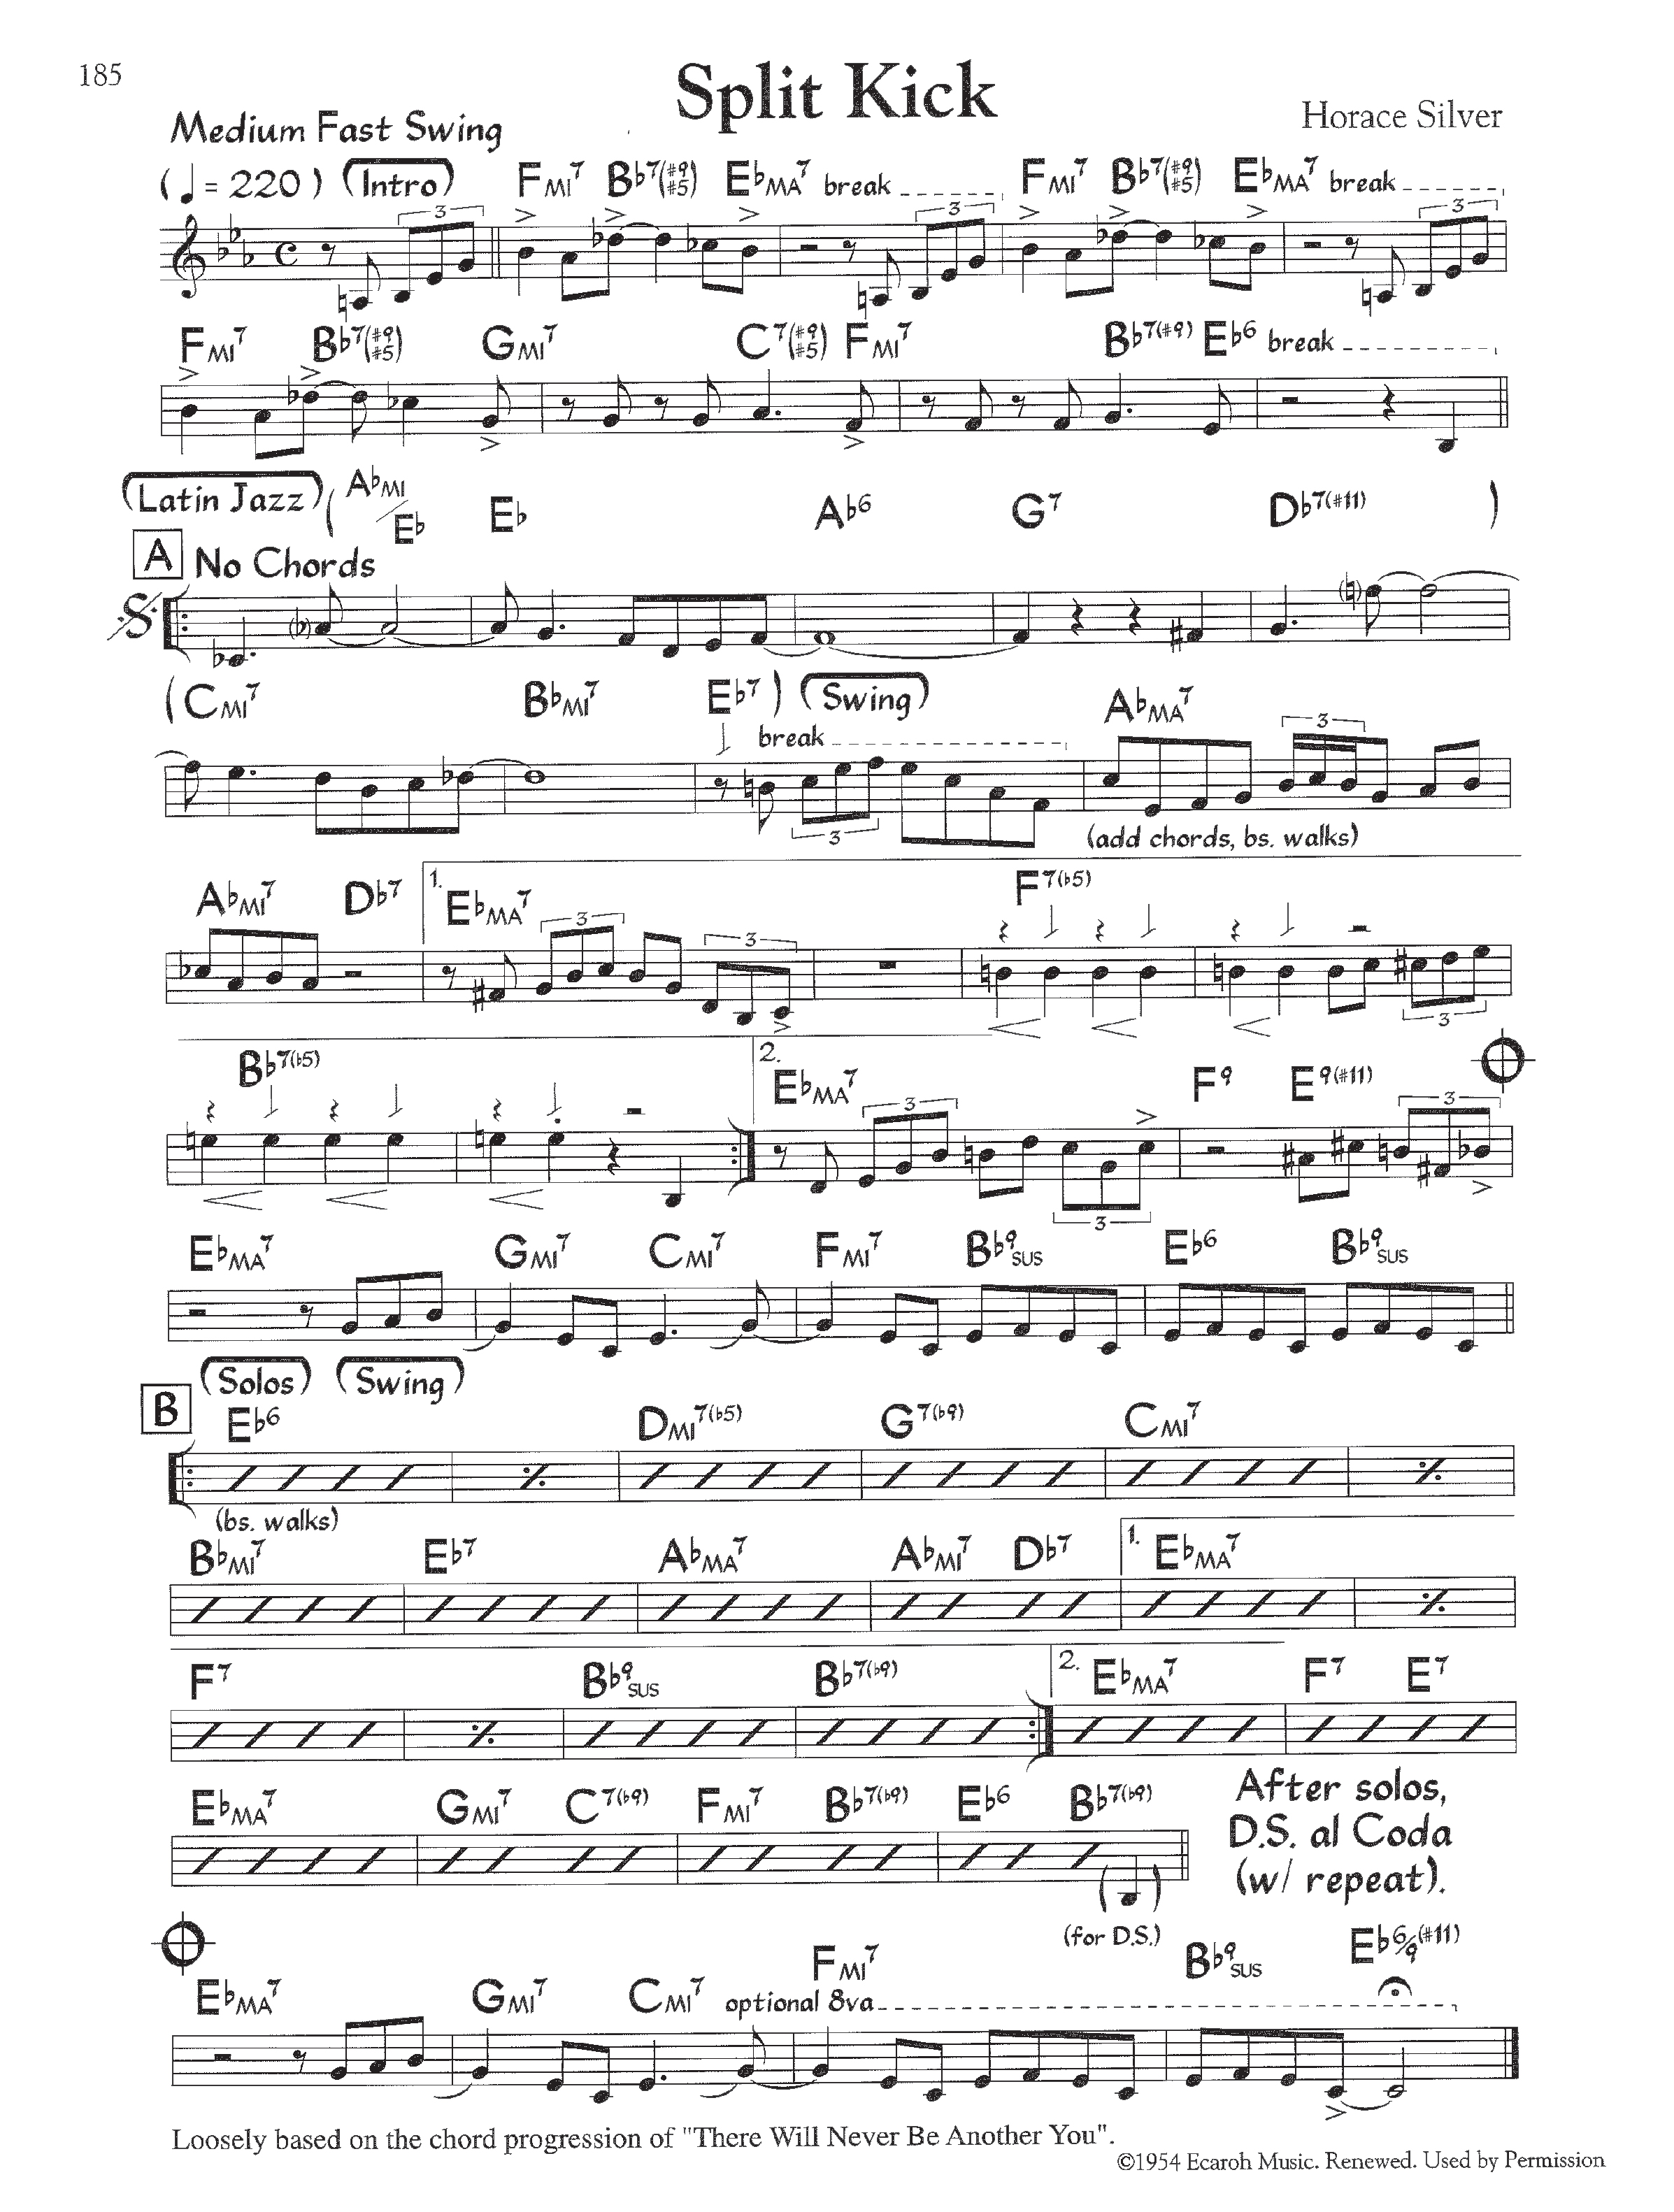 185
Split Kick
Horace Silver
Medium Fast Swing
(♩= 220) (Intro) FMI7 Bb7(#9#5) EbMA7 break FMI7 Bb7(#9#5) EbMA7 break
3 3 3
FMI7 Bb7(#9#5) GMI7 C7(#9#5) FMI7 Bb7(#9) Eb6 break
(Latin Jazz) (AbMI/Eb Eb Ab6 G7 Db7(#11) )
A No Chords
(CMI7 BbMI7 Eb7) (Swing) AbMA7
break 3
3 (add chords, bs. walks)
AbMI7 Db7 1. EbMA7 F7(b5)
3 3
3
Bb7(b5) 2. EbMA7 F9 E9(#11)
3 3
3
EbMA7 GMI7 CMI7 FMI7 Bb9SUS Eb6 Bb9SUS
(Solos) (Swing)
B Eb6 DMI7(b5) G7(b9) CMI7
(bs. walks)
BbMI7 Eb7 AbMA7 AbMI7 Db7 1. EbMA7
F7 Bb9SUS Bb7(b9) 2. EbMA7 F7 E7
EbMA7 GMI7 C7(b9) FMI7 Bb7(b9) Eb6 Bb7(b9)
After solos,
D.S. al Coda
(w/ repeat).
(for D.S.)
EbMA7 GMI7 CMI7 optional 8va FMI7 Bb9SUS Eb6/9(#11)
Loosely based on the chord progression of "There Will Never Be Another You".
©1954 Ecaroh Music. Renewed. Used by Permission